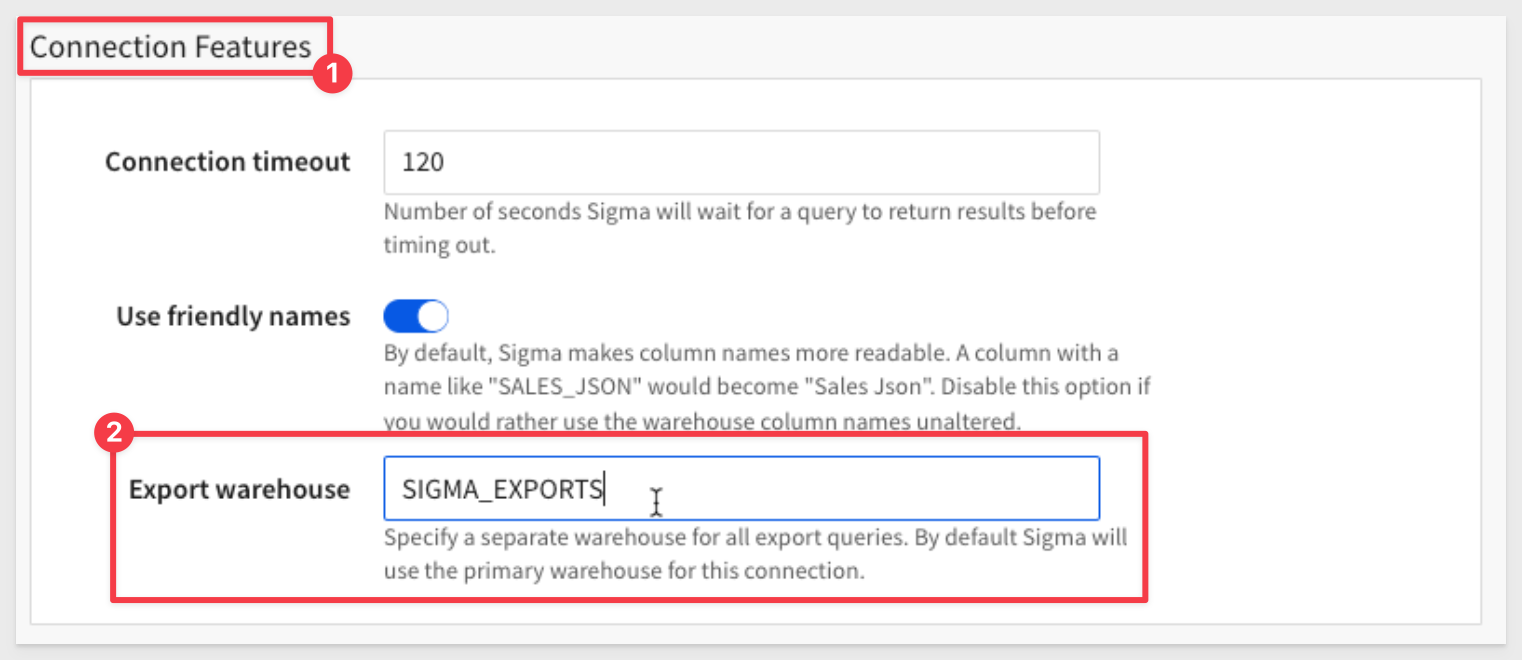 Connection Features
1
Connection timeout
120
Number of seconds Sigma will wait for a query to return results before
timing out.
Use friendly names
By default, Sigma makes column names more readable. A column with a
name like "SALES_JSON" would become "Sales Json". Disable this option if
you would rather use the warehouse column names unaltered.
2
Export warehouse
SIGMA_EXPORTS
Specify a separate warehouse for all export queries. By default Sigma will
use the primary warehouse for this connection.